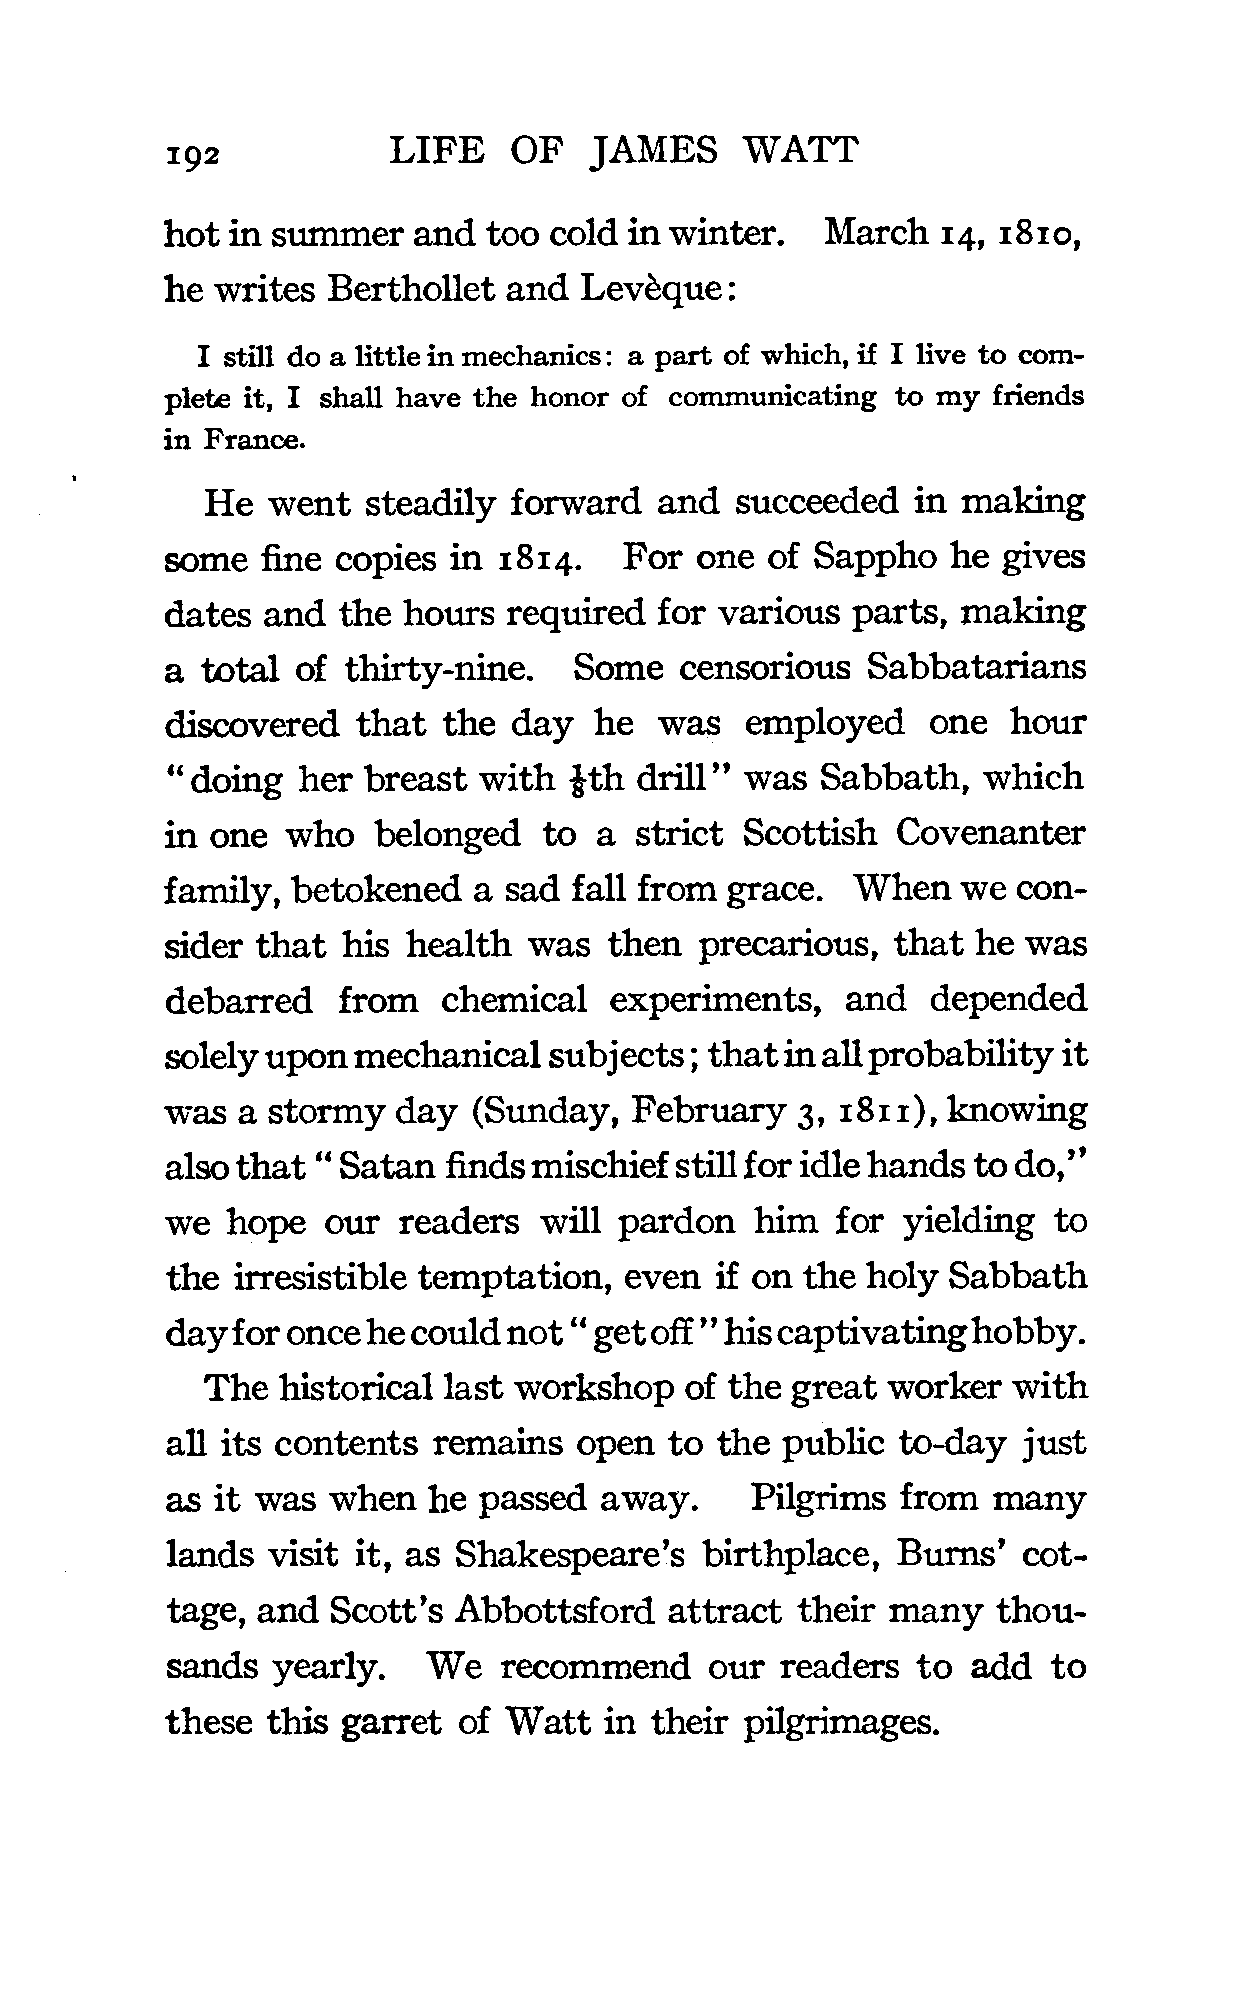 192 LIFE OF JAMES WATT
hot in summer and too cold in winter. March 14, 1810,
he writes Berthollet and Levèque:
I still do a little in mechanics: a part of which, if I live to com-
plete it, I shall have the honor of communicating to my friends
in France.
He went steadily forward and succeeded in making
some fine copies in 1814. For one of Sappho he gives
dates and the hours required for various parts, making
a total of thirty-nine. Some censorious Sabbatarians
discovered that the day he was employed one hour
"doing her breast with ⅛th drill" was Sabbath, which
in one who belonged to a strict Scottish Covenanter
family, betokened a sad fall from grace. When we con-
sider that his health was then precarious, that he was
debarred from chemical experiments, and depended
solely upon mechanical subjects; that in all probability it
was a stormy day (Sunday, February 3, 1811), knowing
also that "Satan finds mischief still for idle hands to do,"
we hope our readers will pardon him for yielding to
the irresistible temptation, even if on the holy Sabbath
day for once he could not "get off" his captivating hobby.
The historical last workshop of the great worker with
all its contents remains open to the public to-day just
as it was when he passed away. Pilgrims from many
lands visit it, as Shakespeare's birthplace, Burns' cot-
tage, and Scott's Abbottsford attract their many thou-
sands yearly. We recommend our readers to add to
these this garret of Watt in their pilgrimages.